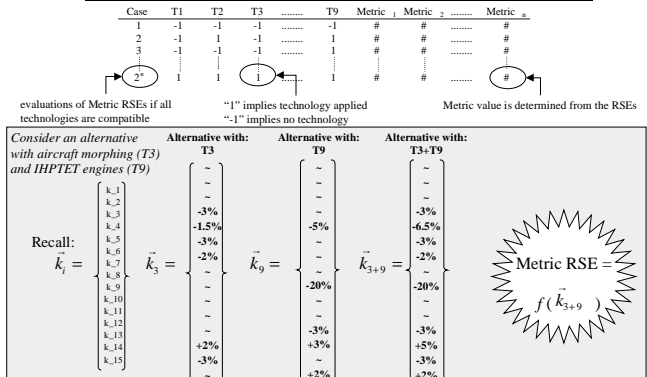 Case T1 T2 T3 ........ T9 Metric 1 Metric 2 ........ Metric n
1 -1 -1 -1 ........ -1 # # ........ #
2 -1 1 -1 ........ 1 # # ........ #
3 -1 -1 -1 ........ 1 # # ........ #
2ⁿ 1 1 1 ........ 1 # # ........ #
evaluations of Metric RSEs if all technologies are compatible
"1" implies technology applied
"-1" implies no technology
Metric value is determined from the RSEs
Consider an alternative
with aircraft morphing (T3)
and IHPTET engines (T9)
Recall:
k_i =
k_1
k_2
k_3
k_4
k_5
k_6
k_7
k_8
k_9
k_10
k_11
k_12
k_13
k_14
k_15
Alternative with:
T3
k_3 =
~
~
~
-3%
-1.5%
-3%
-2%
~
~
~
~
~
+2%
-3%
~
Alternative with:
T9
k_9 =
~
~
~
~
-5%
~
~
~
-20%
~
~
-3%
+3%
~
+2%
Alternative with:
T3+T9
k_3+9 =
~
~
~
-3%
-6.5%
-3%
-2%
~
-20%
~
~
-3%
+5%
-3%
+2%
Metric RSE =
f( k_3+9 )